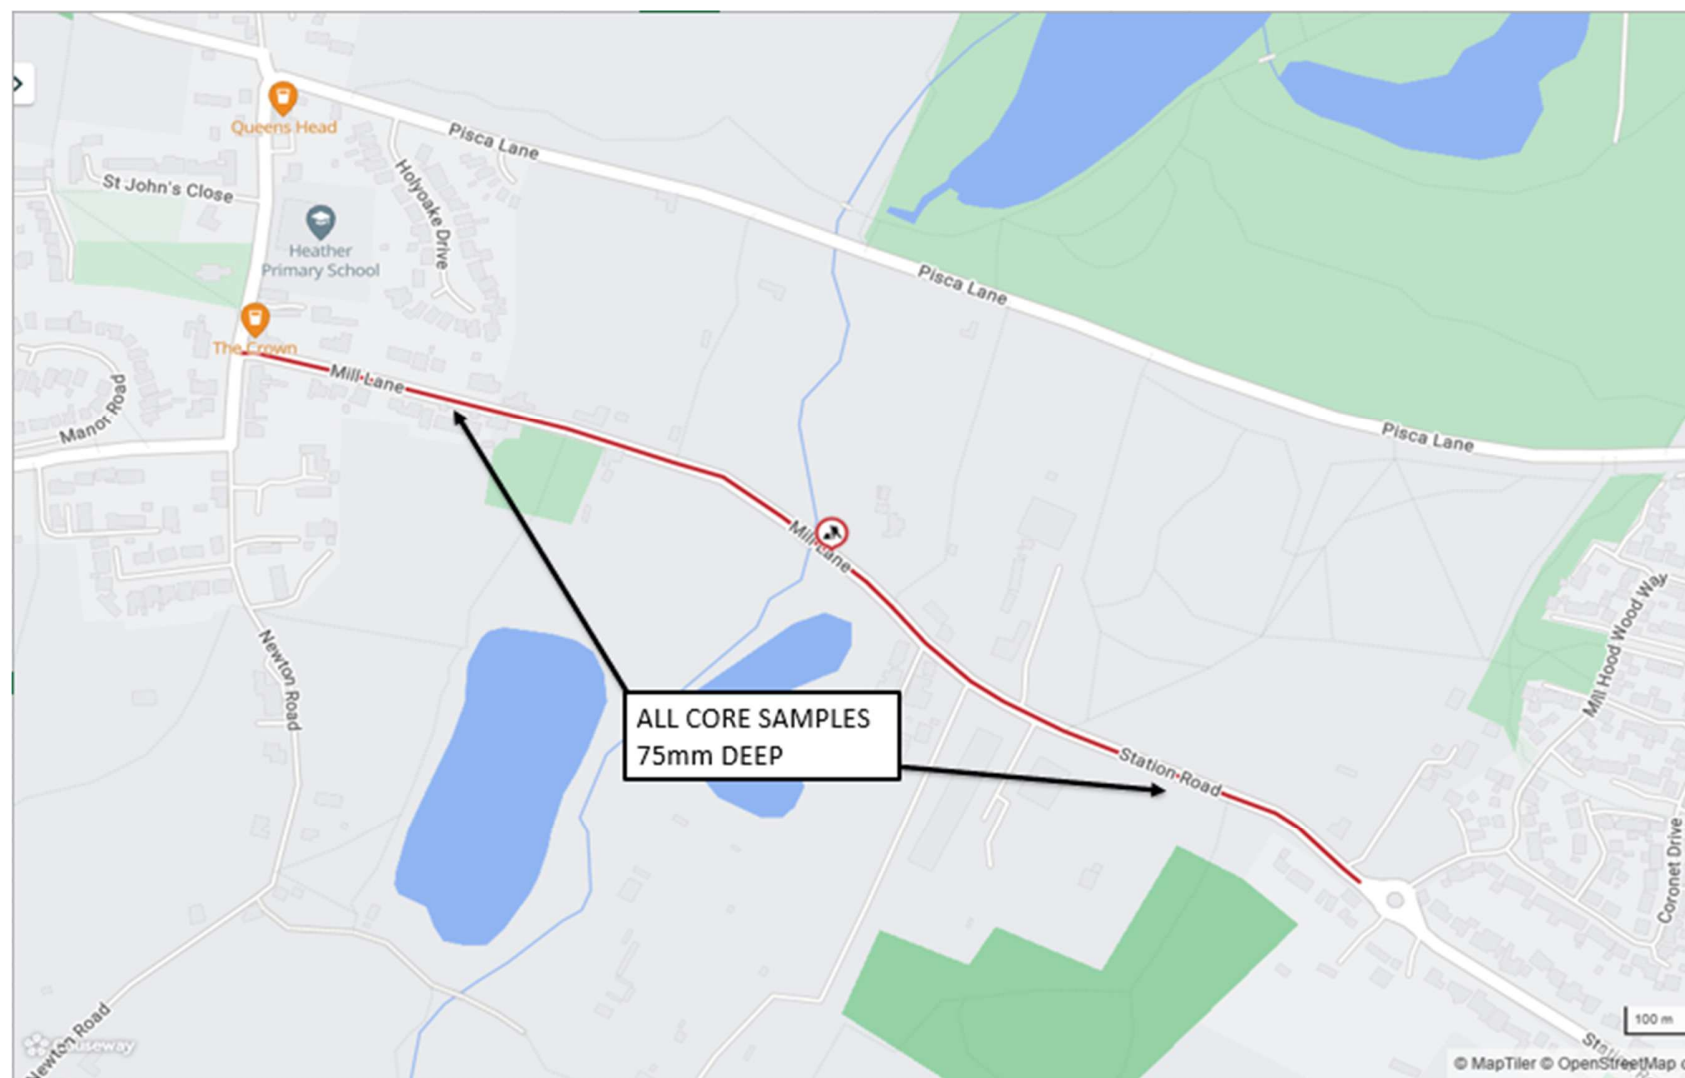 Queens Head
Pisca Lane
St John's Close
Holyoake Drive
Heather
Primary School
Pisca Lane
The Crown
Mill Lane
Manor Road
Pisca Lane
Mill Lane
Mill Hood Wood Way
Newton Road
ALL CORE SAMPLES
75mm DEEP
Station Road
Coronet Drive
Newton Road
100 m
causeway
© MapTiler © OpenStreetMap